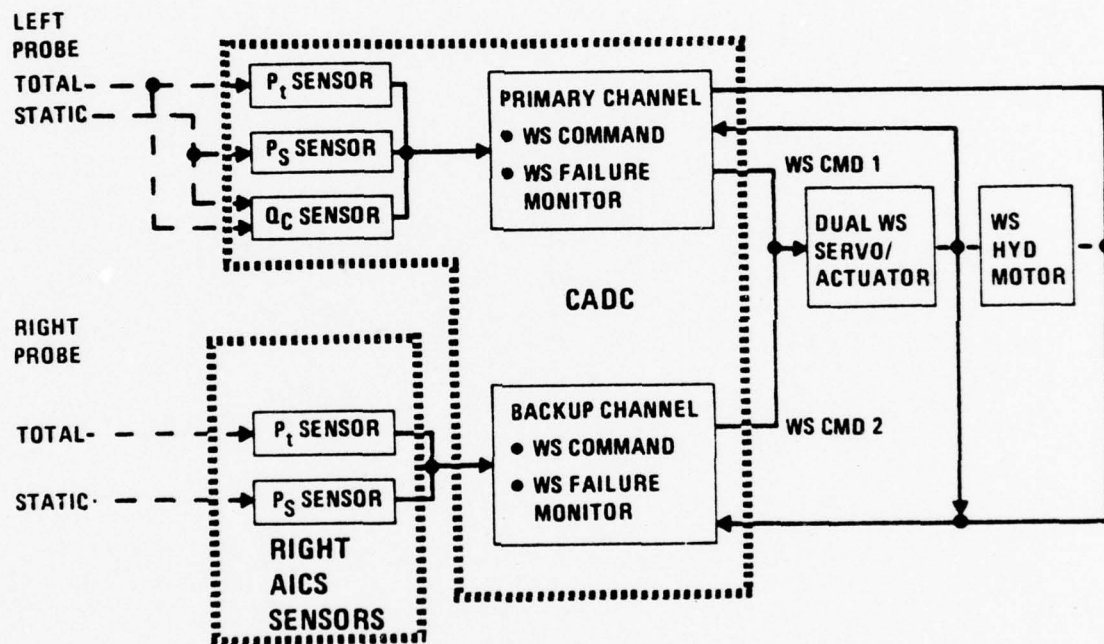 LEFT
PROBE
TOTAL
STATIC
Pt SENSOR
PS SENSOR
QC SENSOR
PRIMARY CHANNEL
• WS COMMAND
• WS FAILURE
MONITOR
WS CMD 1
DUAL WS
SERVO/
ACTUATOR
WS
HYD
MOTOR
CADC
RIGHT
PROBE
TOTAL
STATIC
Pt SENSOR
PS SENSOR
RIGHT
AICS
SENSORS
BACKUP CHANNEL
• WS COMMAND
• WS FAILURE
MONITOR
WS CMD 2